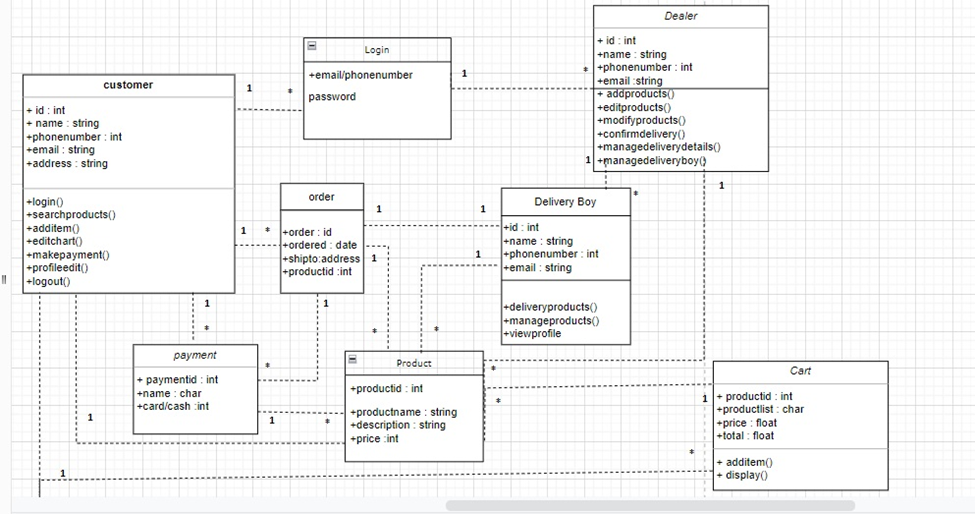 Dealer
+ id : int
+name : string
+phonenumber : int
+email :string
+ addproducts()
+editproducts()
+modifyproducts()
+confirmdelivery()
+managedeliverydetails()
+managedeliveryboy()
Login
+email/phonenumber
password
customer
+ id : int
+ name : string
+phonenumber : int
+email : string
+address : string
+login()
+searchproducts()
+additem()
+editchart()
+makepayment()
+profileedit()
+logout()
1
*
1
*
order
+order : id
+ordered : date
+shipto:address
+productid :int
1
*
1
1
1
*
1
1
Delivery Boy
+id : int
+name : string
+phonenumber : int
+email : string
+deliveryproducts()
+manageproducts()
+viewprofile
1
*
1
*
1
*
*
1
*
payment
+ paymentid : int
+name : char
+card/cash :int
Product
+productid : int
+productname : string
+description : string
+price :int
*
*
1
1
*
1
Cart
+ productid : int
+productlist : char
+price : float
+total : float
+ additem()
+ display()
1
*